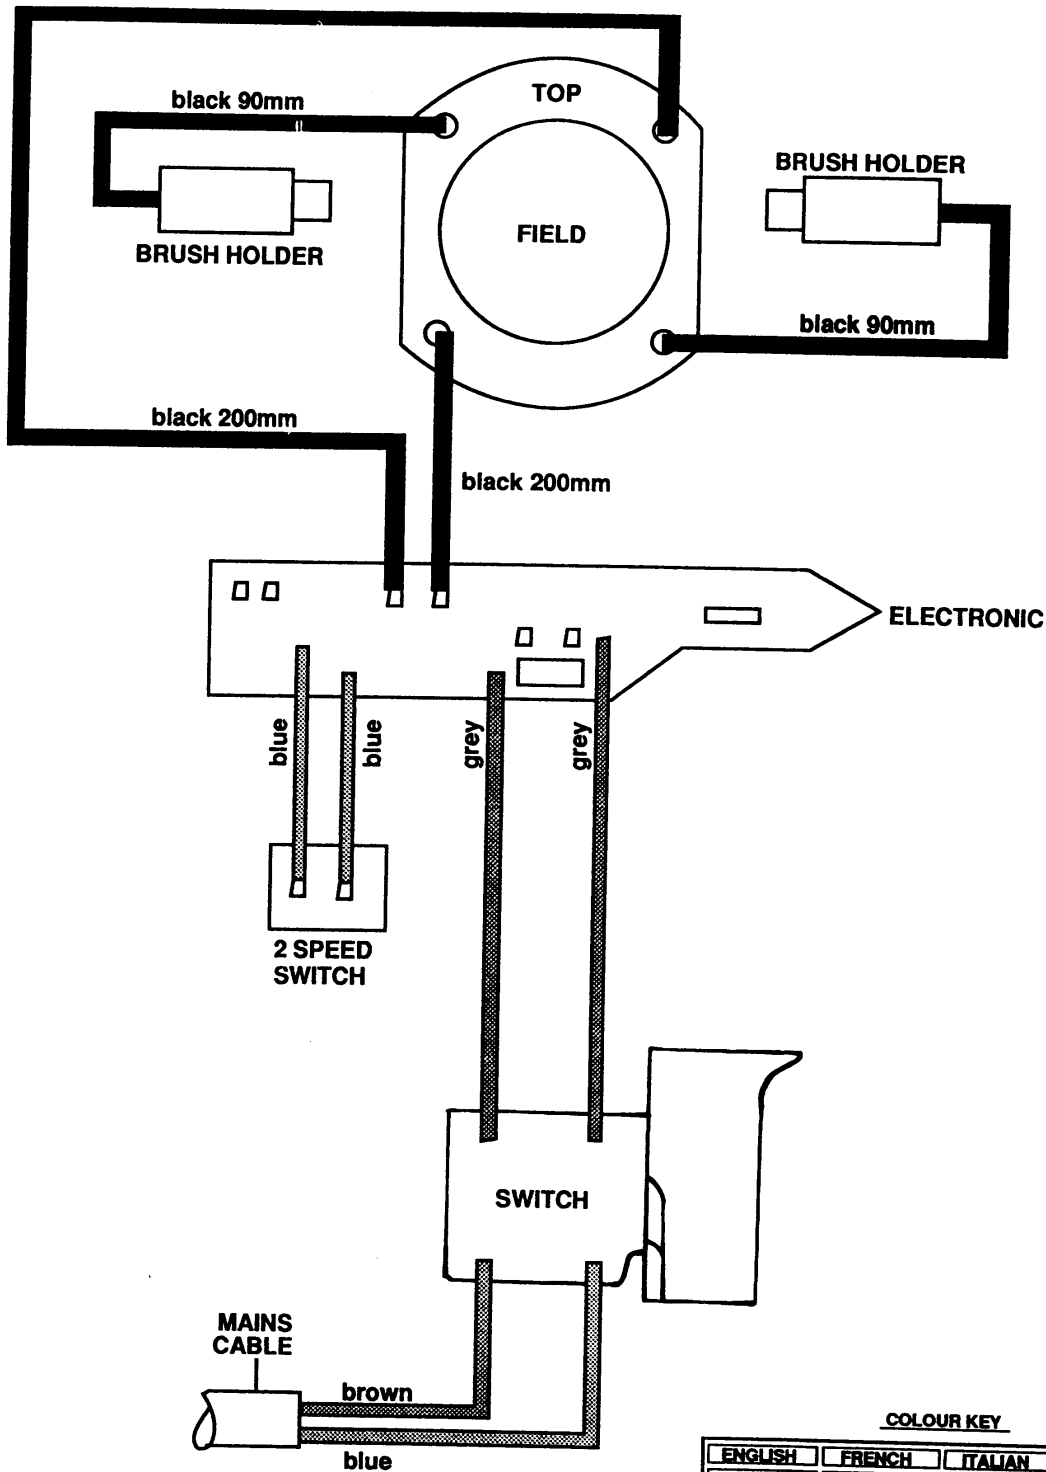 TOP
black 90mm
BRUSH HOLDER
FIELD
BRUSH HOLDER
black 90mm
black 200mm
black 200mm
ELECTRONIC
blue
blue
grey
grey
2 SPEED
SWITCH
SWITCH
MAINS
CABLE
brown
blue
COLOUR KEY
ENGLISH FRENCH ITALIAN